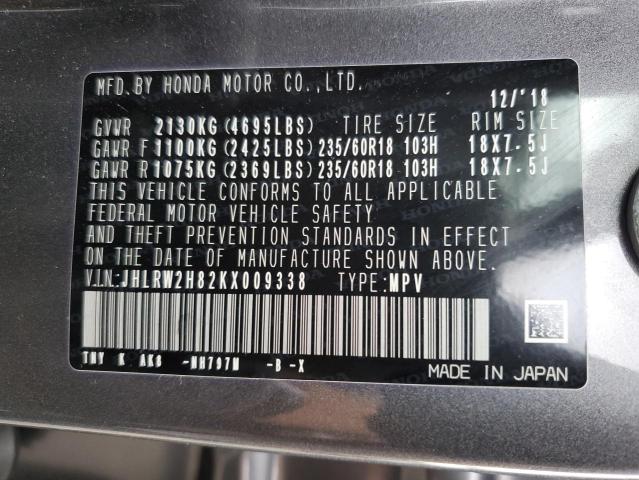 MFD. BY HONDA MOTOR CO., LTD.
12/'18
GVWR 2130KG (4695LBS) TIRE SIZE RIM SIZE
GAWR F 1100KG (2425LBS) 235/60R18 103H 18X7.5J
GAWR R 1075KG (2369LBS) 235/60R18 103H 18X7.5J
THIS VEHICLE CONFORMS TO ALL APPLICABLE
FEDERAL MOTOR VEHICLE SAFETY
AND THEFT PREVENTION STANDARDS IN EFFECT
ON THE DATE OF MANUFACTURE SHOWN ABOVE.
V.I.N:JHLRW2H82KX009338 TYPE:MPV
TNY K AK8 -NH797M -B -X
MADE IN JAPAN